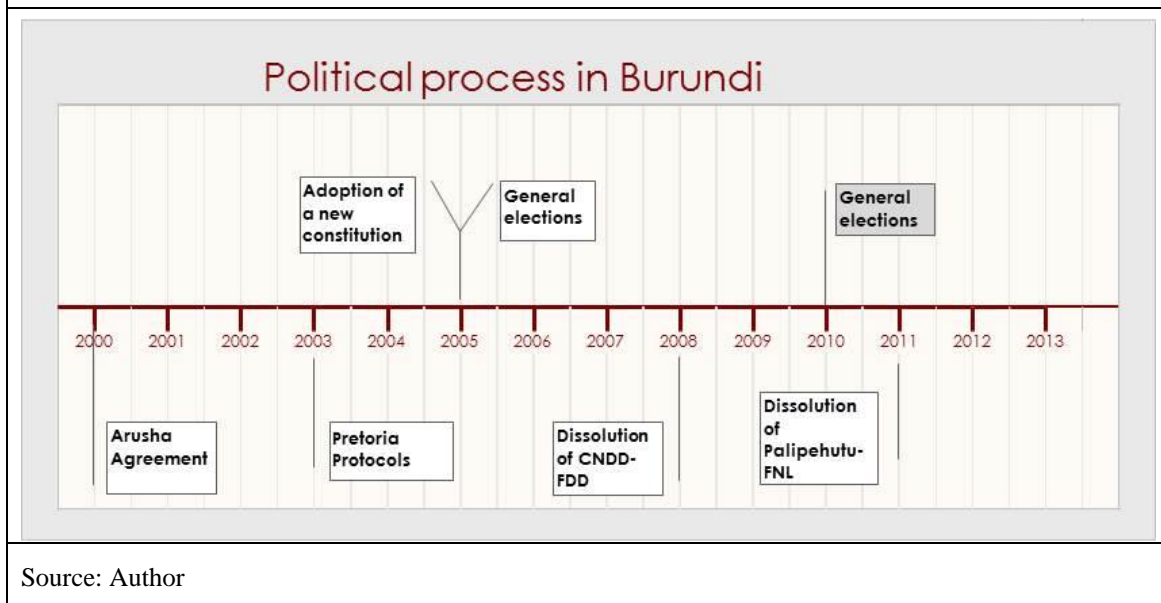 Political process in Burundi
Adoption of
a new
constitution
General
elections
General
elections
2000 2001 2002 2003 2004 2005 2006 2007 2008 2009 2010 2011 2012 2013
Arusha
Agreement
Pretoria
Protocols
Dissolution
of CNDD-
FDD
Dissolution
of
Palipehutu-
FNL
Source: Author